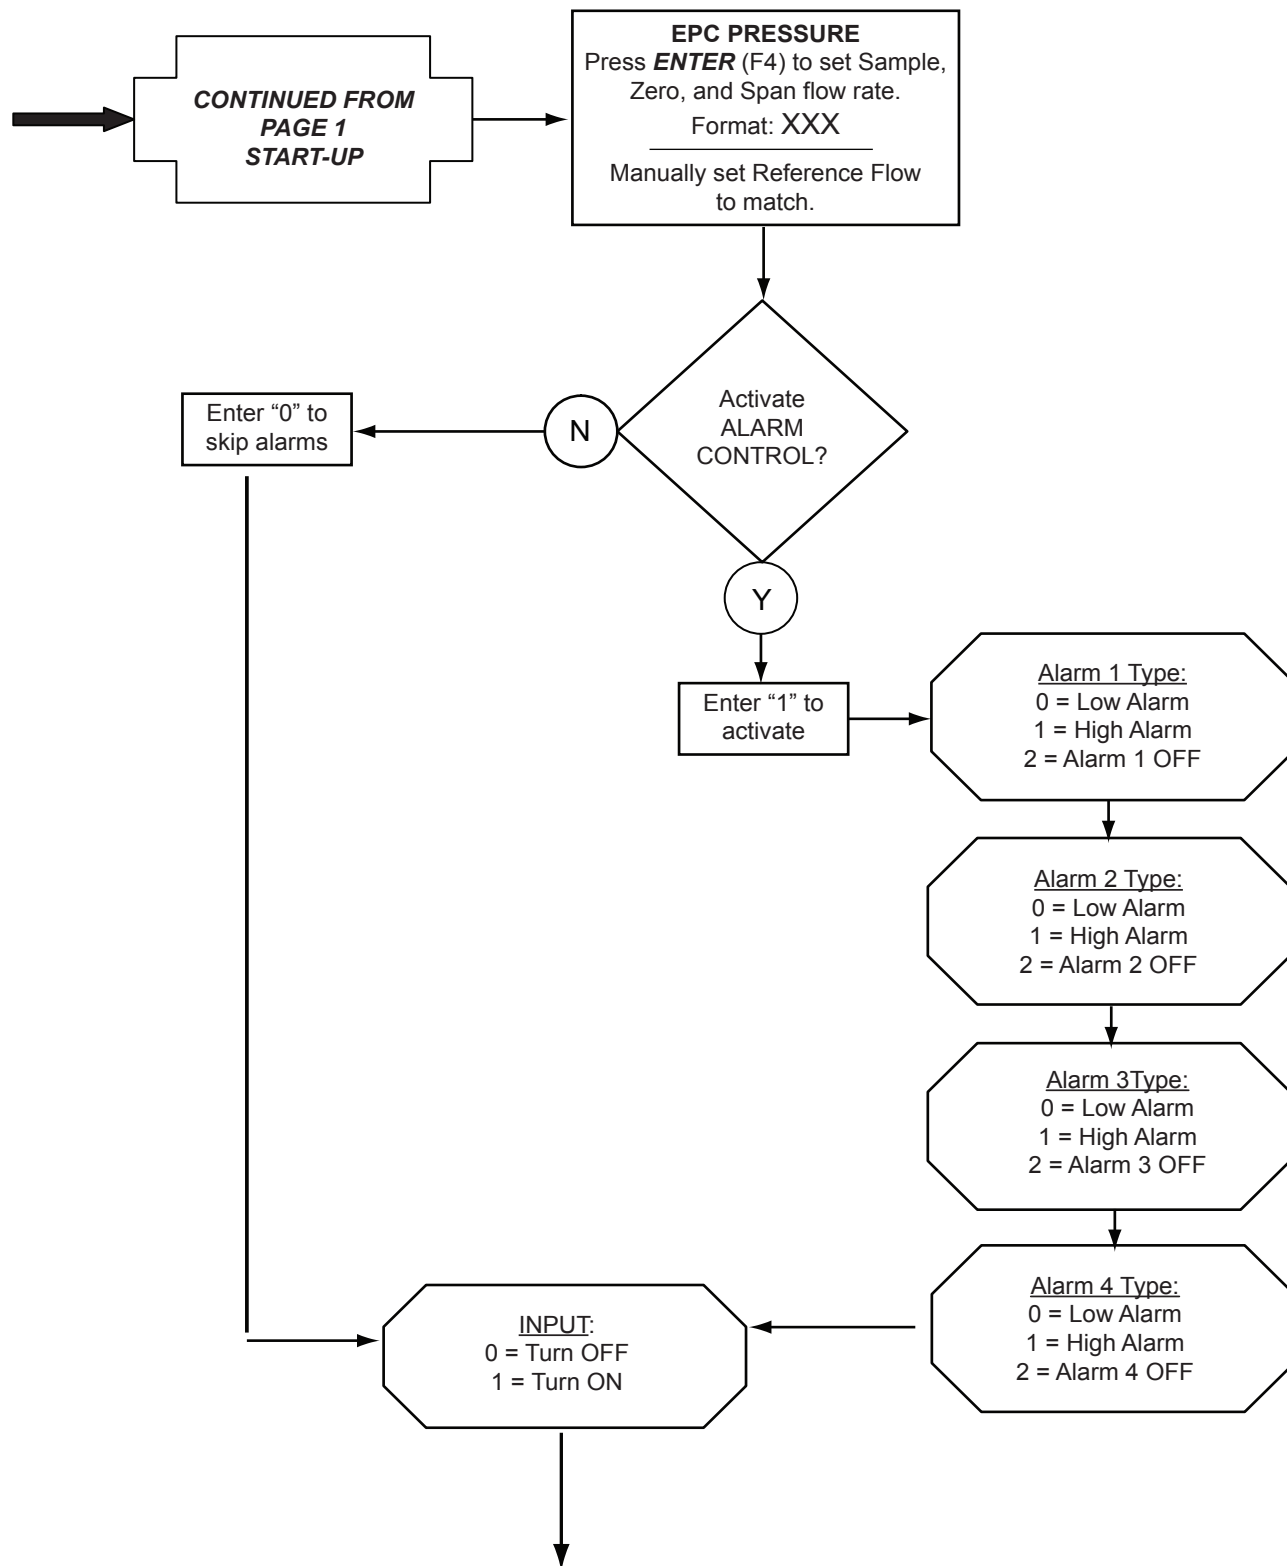 CONTINUED FROM
PAGE 1
START-UP
EPC PRESSURE
Press ENTER (F4) to set Sample,
Zero, and Span flow rate.
Format: XXX
Manually set Reference Flow
to match.
Activate
ALARM
CONTROL?
N
Enter “0” to
skip alarms
Y
Enter “1” to
activate
Alarm 1 Type:
0 = Low Alarm
1 = High Alarm
2 = Alarm 1 OFF
Alarm 2 Type:
0 = Low Alarm
1 = High Alarm
2 = Alarm 2 OFF
Alarm 3Type:
0 = Low Alarm
1 = High Alarm
2 = Alarm 3 OFF
Alarm 4 Type:
0 = Low Alarm
1 = High Alarm
2 = Alarm 4 OFF
INPUT:
0 = Turn OFF
1 = Turn ON